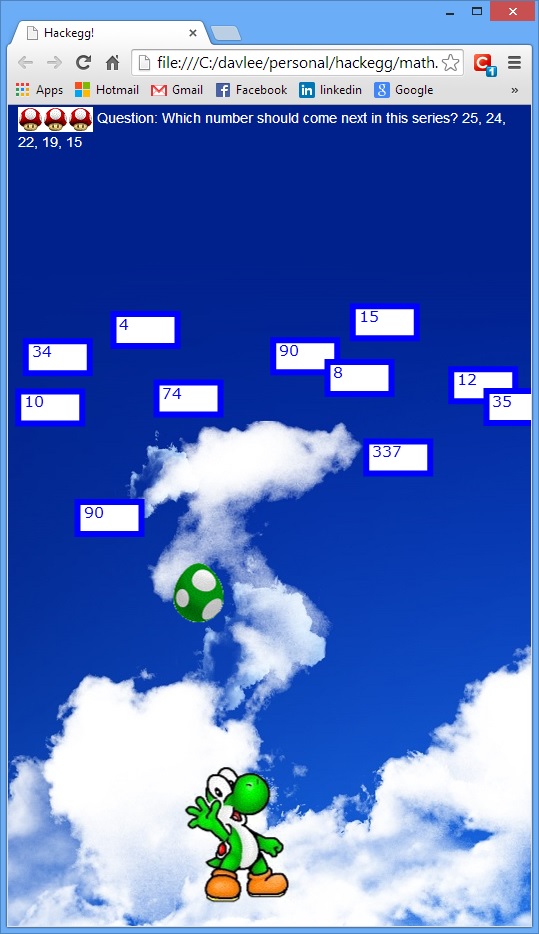 Hackegg!
file:///C:/davlee/personal/hackegg/math.
C 1
Apps Hotmail Gmail Facebook linkedin Google »
Question: Which number should come next in this series? 25, 24,
22, 19, 15
15
4
34
90
8
12
74
10
35
337
90